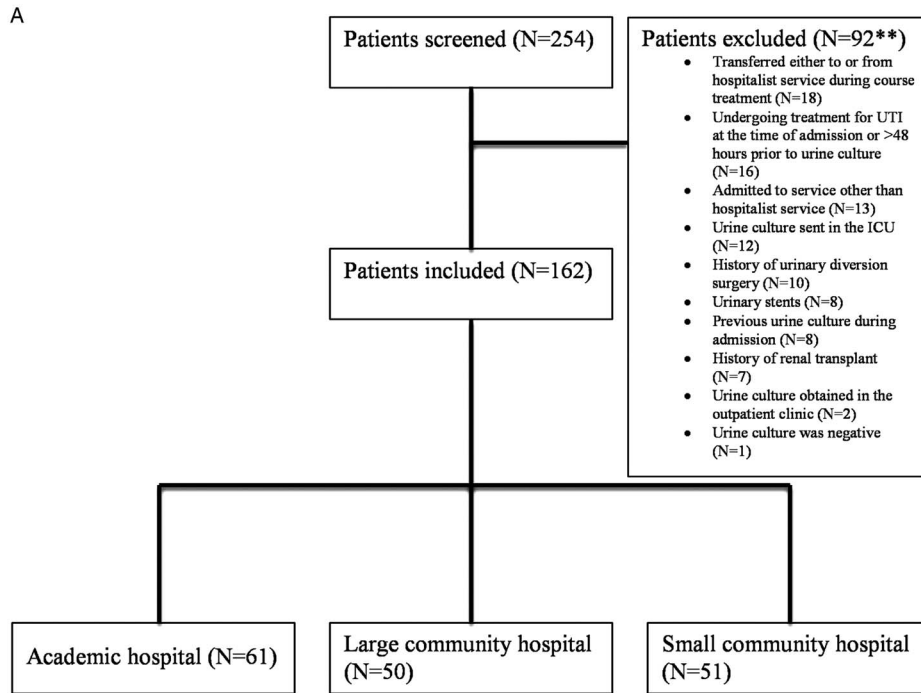 A
Patients screened (N=254)
Patients excluded (N=92**)
• Transferred either to or from
hospitalist service during course
treatment (N=18)
• Undergoing treatment for UTI
at the time of admission or >48
hours prior to urine culture
(N=16)
• Admitted to service other than
hospitalist service (N=13)
• Urine culture sent in the ICU
(N=12)
• History of urinary diversion
surgery (N=10)
• Urinary stents (N=8)
• Previous urine culture during
admission (N=8)
• History of renal transplant
(N=7)
• Urine culture obtained in the
outpatient clinic (N=2)
• Urine culture was negative
(N=1)
Patients included (N=162)
Academic hospital (N=61)
Large community hospital
(N=50)
Small community hospital
(N=51)